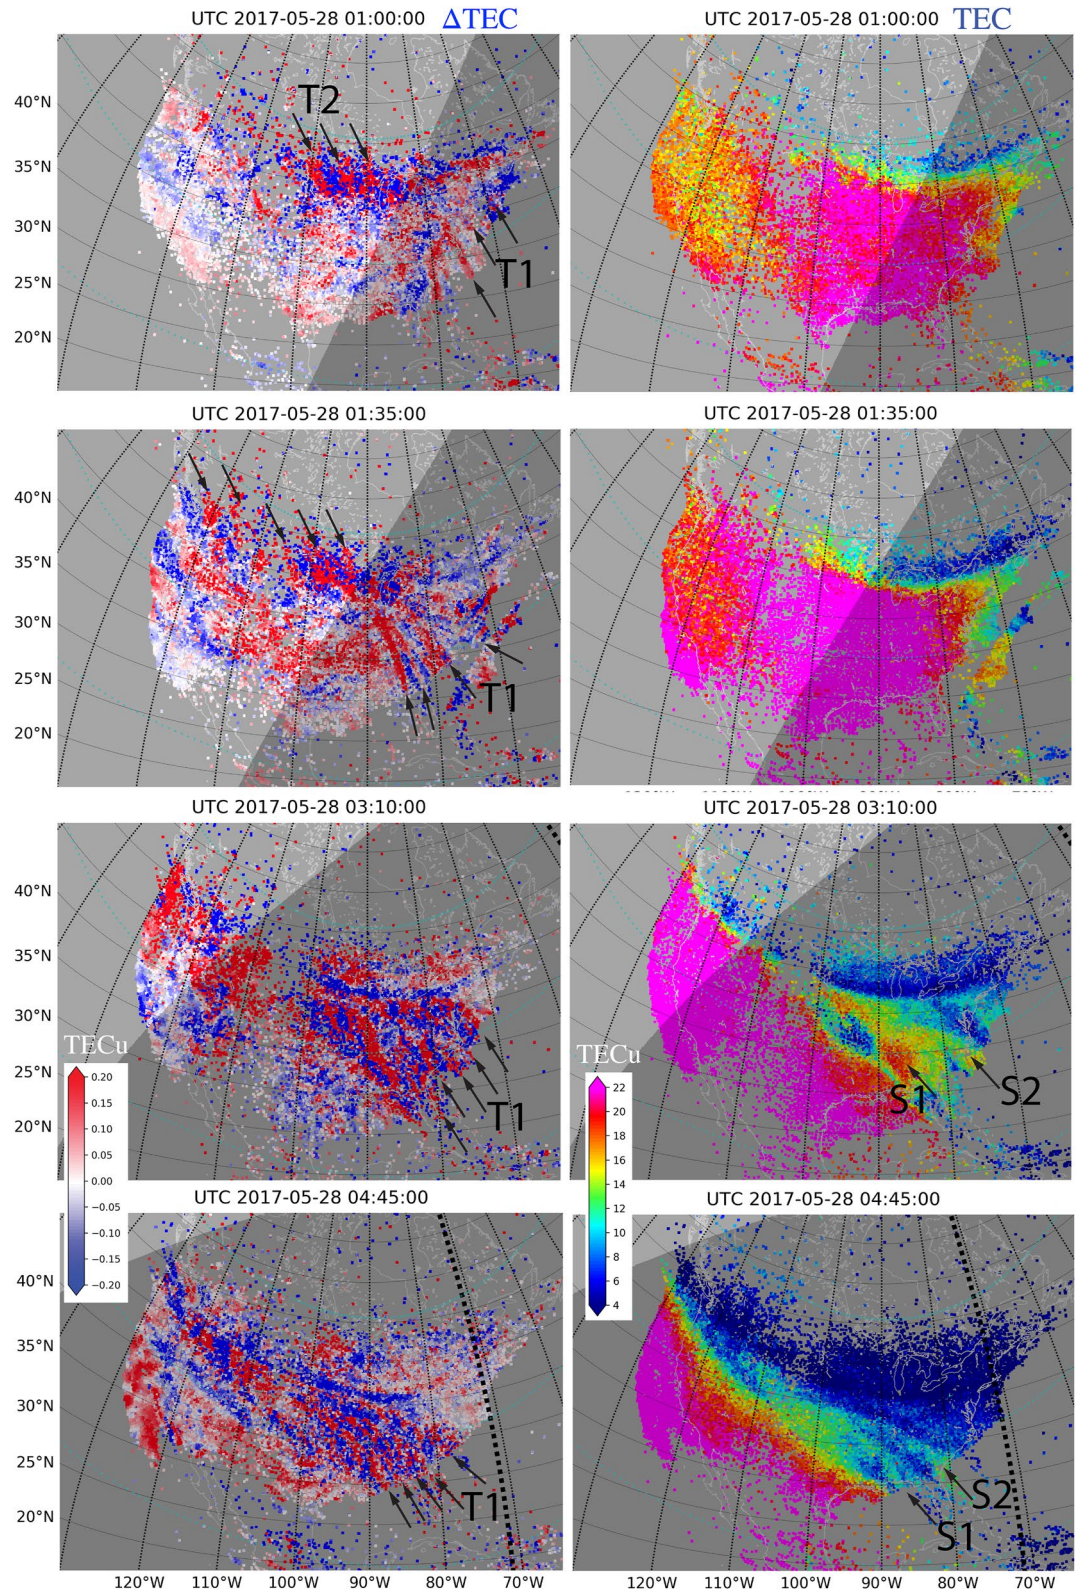 UTC 2017-05-28 01:00:00 ΔTEC
UTC 2017-05-28 01:00:00 TEC
40°N
35°N
30°N
25°N
20°N
T2
T1
UTC 2017-05-28 01:35:00
UTC 2017-05-28 01:35:00
40°N
35°N
30°N
25°N
20°N
T1
UTC 2017-05-28 03:10:00
UTC 2017-05-28 03:10:00
40°N
35°N
30°N
25°N
20°N
TECu
0.20
0.15
0.10
0.05
0.00
−0.05
−0.10
−0.15
−0.20
T1
TECu
22
20
18
16
14
12
10
8
6
4
S1
S2
UTC 2017-05-28 04:45:00
UTC 2017-05-28 04:45:00
40°N
35°N
30°N
25°N
20°N
T1
S2
S1
120°W 110°W 100°W 90°W 80°W 70°W
120°W 110°W 100°W 90°W 80°W 70°W